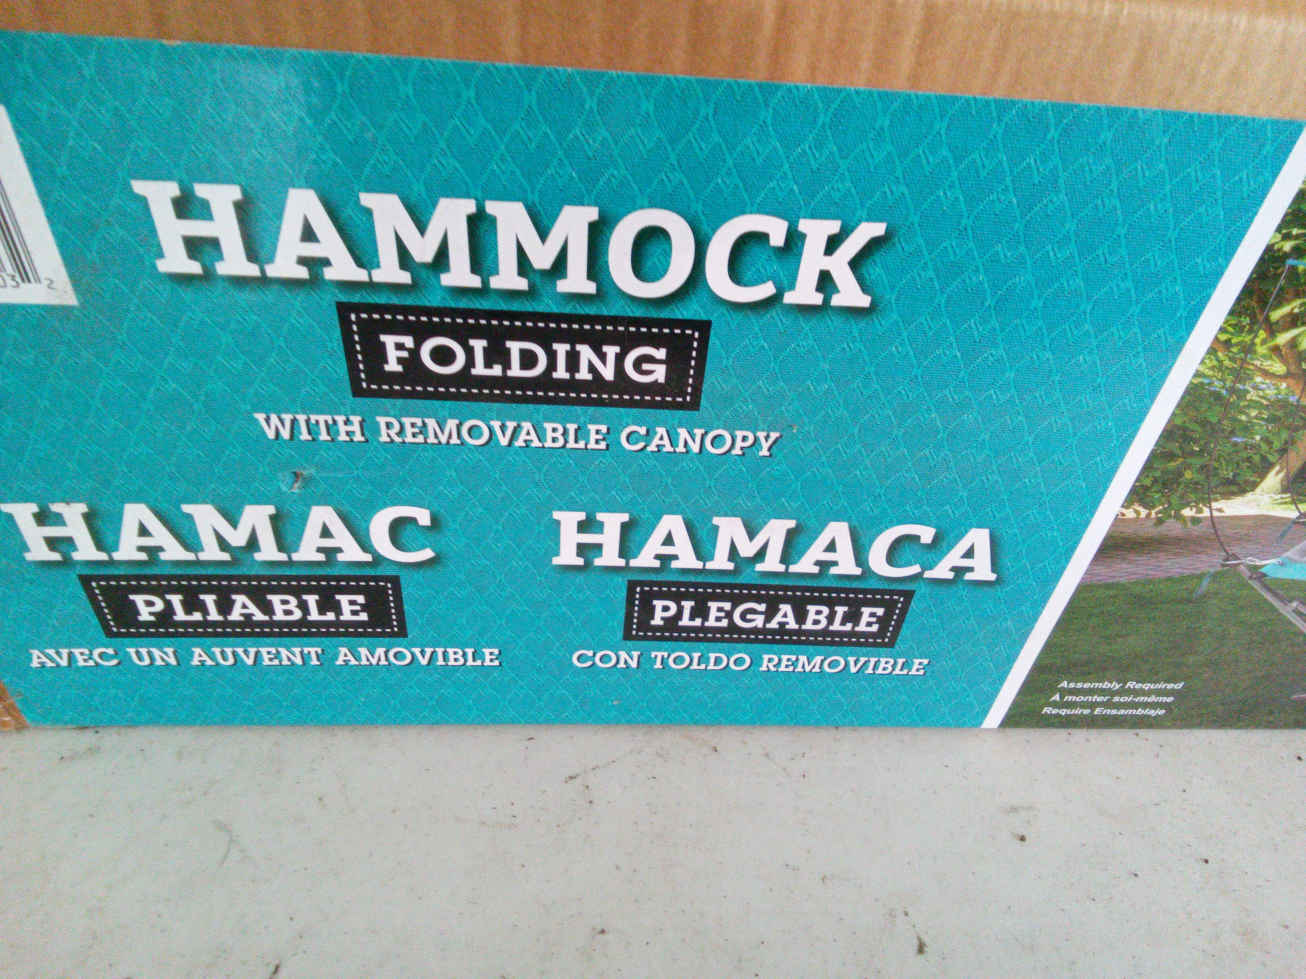 HAMMOCK
FOLDING
WITH REMOVABLE CANOPY
HAMAC
PLIABLE
AVEC UN AUVENT AMOVIBLE
HAMACA
PLEGABLE
CON TOLDO REMOVIBLE
Assembly Required
À monter soi-même
Require Ensamblaje